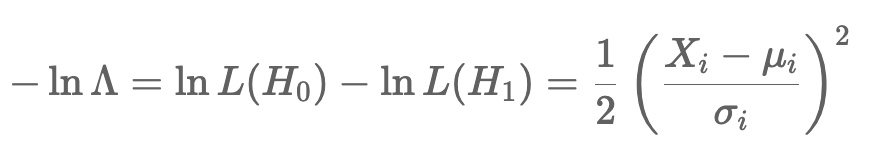 − ln Λ = ln L(H₀) − ln L(H₁) = 1/2 ((Xᵢ − μᵢ)/σᵢ)²